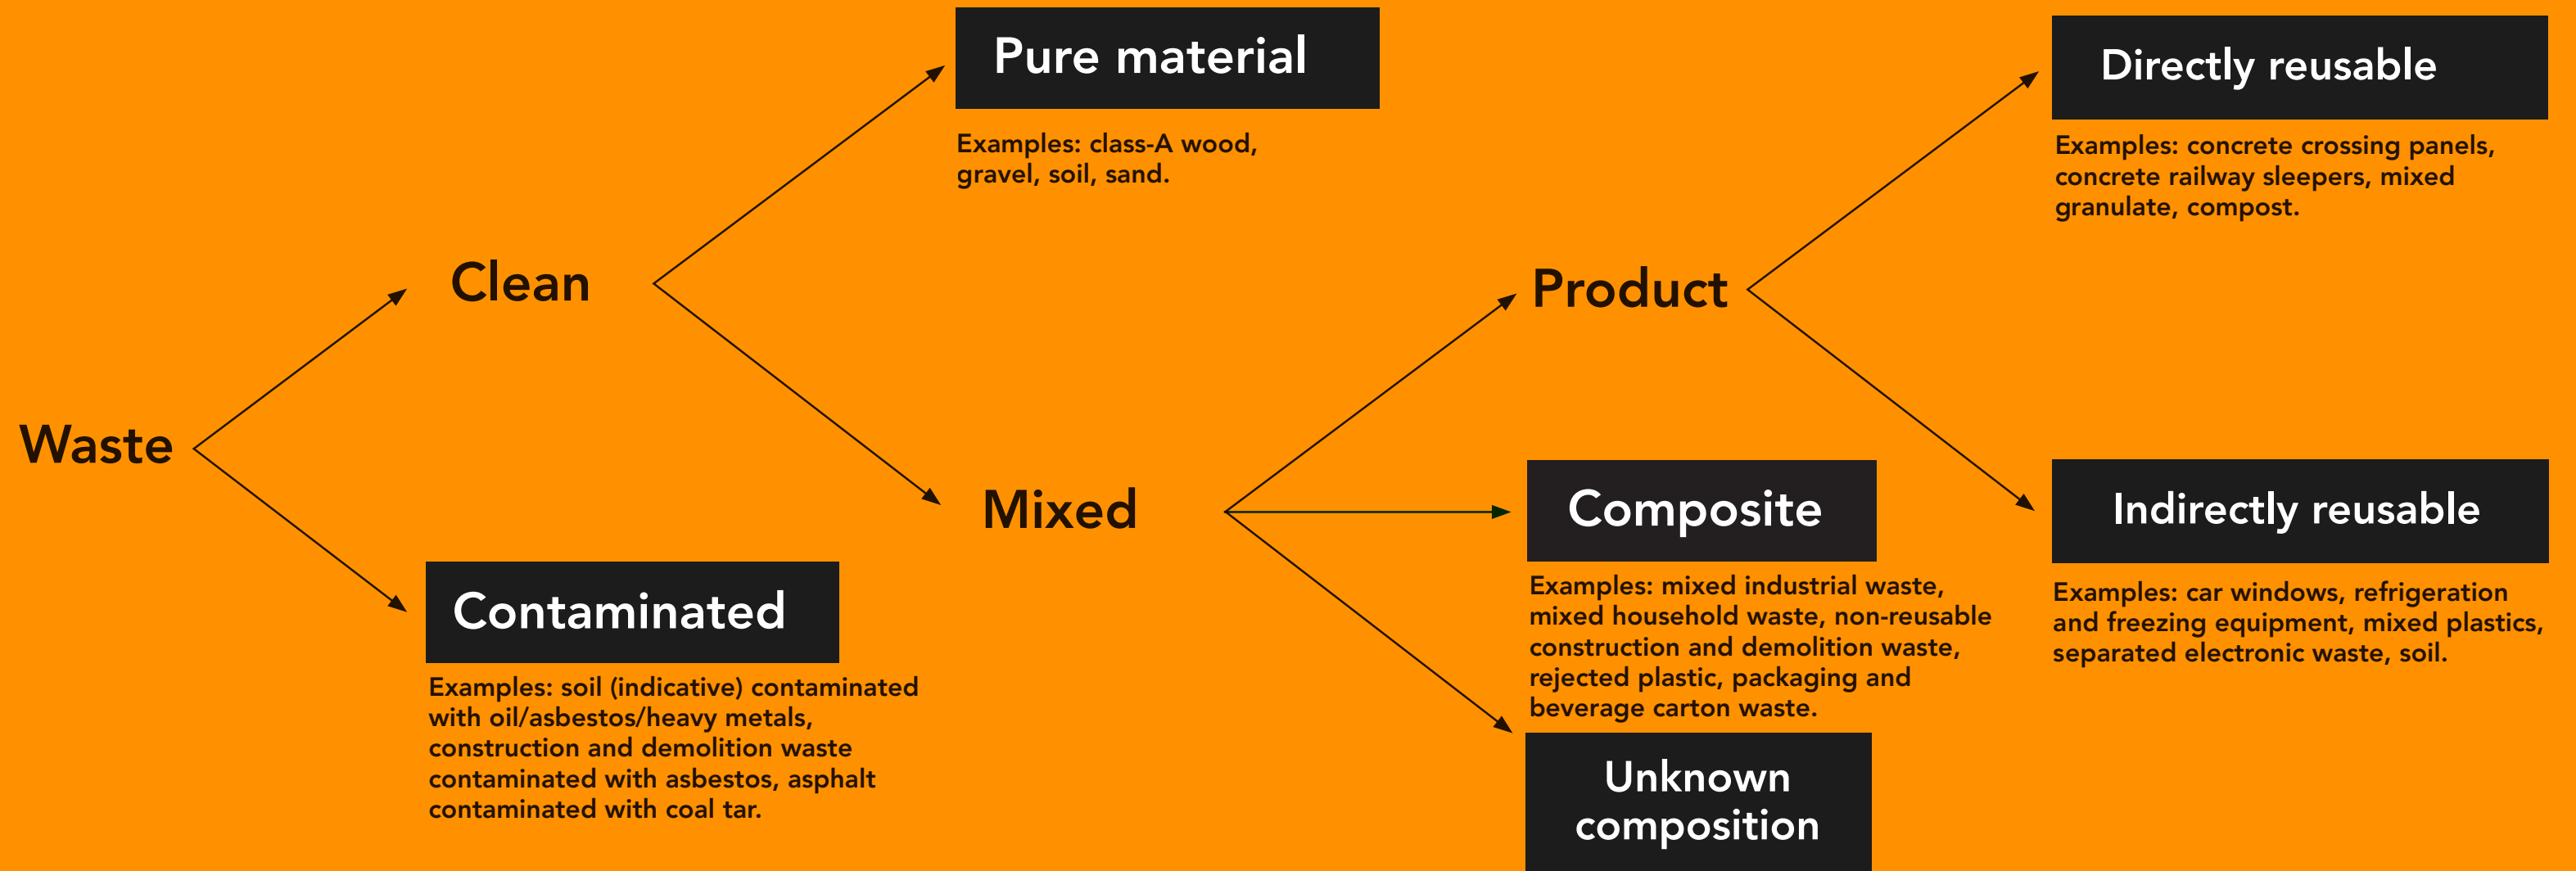 Waste
Clean
Contaminated
Examples: soil (indicative) contaminated
with oil/asbestos/heavy metals,
construction and demolition waste
contaminated with asbestos, asphalt
contaminated with coal tar.
Pure material
Examples: class-A wood,
gravel, soil, sand.
Mixed
Product
Composite
Examples: mixed industrial waste,
mixed household waste, non-reusable
construction and demolition waste,
rejected plastic, packaging and
beverage carton waste.
Unknown
composition
Directly reusable
Examples: concrete crossing panels,
concrete railway sleepers, mixed
granulate, compost.
Indirectly reusable
Examples: car windows, refrigeration
and freezing equipment, mixed plastics,
separated electronic waste, soil.